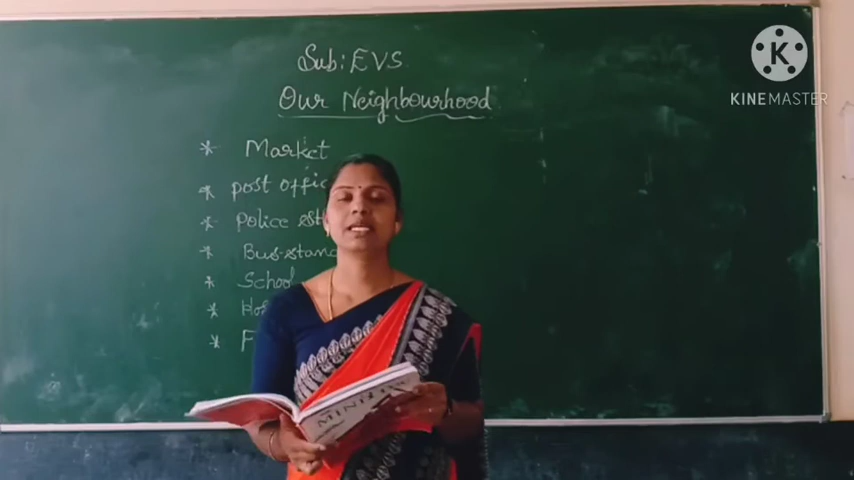 Sub: EVS
Our Neighbourhood
* Market
* post offic
* Police st
* Bus-stand
* School
* Ho
* F
K
KINEMASTER